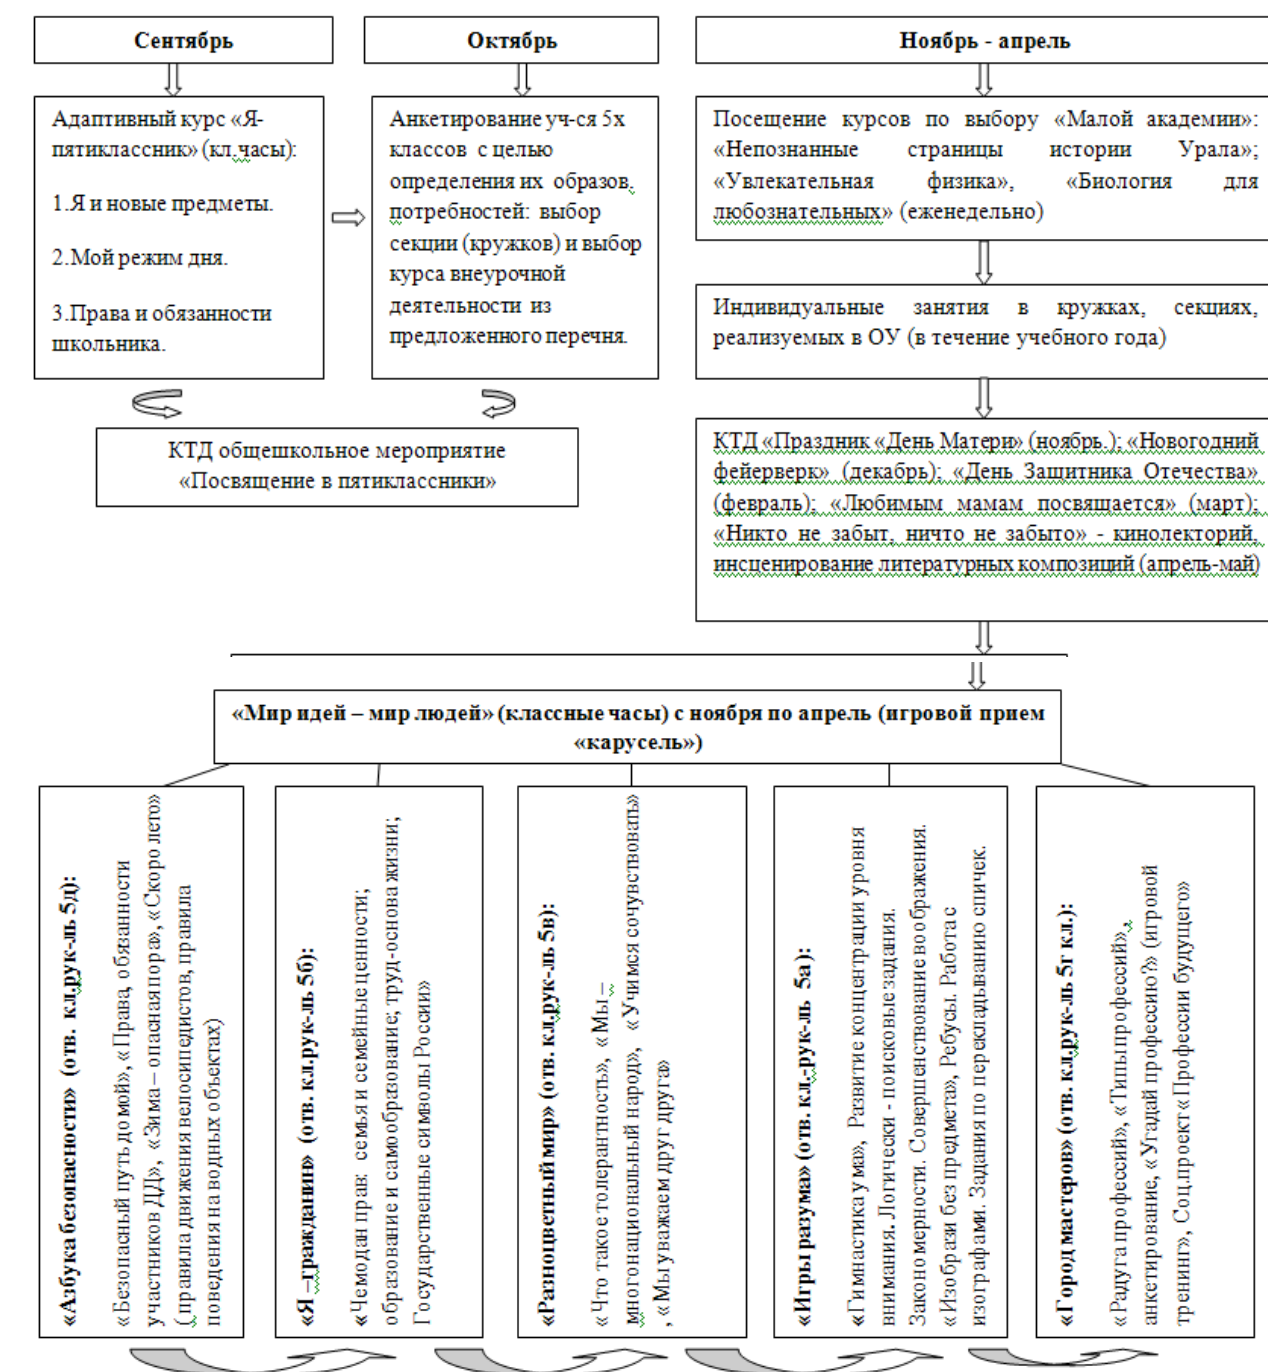 Сентябрь
Октябрь
Ноябрь - апрель
Адаптивный курс «Я-
пятиклассник» (кл.часы):
1.Я и новые предметы.
2.Мой режим дня.
3.Права и обязанности
школьника.
Анкетирование уч-ся 5х
классов с целью
определения их образов.
потребностей: выбор
секции (кружков) и выбор
курса внеурочной
деятельности из
предложенного перечня.
Посещение курсов по выбору «Малой академии»:
«Непознанные страницы истории Урала»;
«Увлекательная физика», «Биология для
любознательных» (еженедельно)
Индивидуальные занятия в кружках, секциях,
реализуемых в ОУ (в течение учебного года)
КТД общешкольное мероприятие
«Посвящение в пятиклассники»
КТД «Праздник «День Матери» (ноябрь.); «Новогодний
фейерверк» (декабрь); «День Защитника Отечества»
(февраль); «Любимым мамам посвящается» (март);
«Никто не забыт, ничто не забыто» - кинолекторий,
инсценирование литературных композиций (апрель-май)
«Мир идей – мир людей» (классные часы) с ноября по апрель (игровой прием
«карусель»)
«Азбука безопасности» (отв. кл.рук-ль 5д):
«Безопасный путь домой», «Права, обязанности
участников ДД», «Зима – опасная пора», «Скоро лето»
( правила движения велосипедистов, правила
поведения на водных объектах)
«Я –гражданин» (отв. кл.рук-ль 5б):
«Чемодан прав: семья и семейные ценности;
образование и самообразование; труд-основа жизни;
Государственные символы России»
«Разноцветный мир» (отв. кл.рук-ль 5в):
«Что такое толерантность», «Мы –
многонациональный народ», «Учимся сочувствовать»
, «Мы уважаем друг друга»
«Игры разума» (отв. кл.-рук-ль 5а):
«Гимнастика ума», Развитие концентрации уровня
внимания. Логически - поисковые задания.
Закономерности. Совершенствование воображения.
«Изобрази без предмета», Ребусы. Работа с
изографами. Задания по перекладыванию спичек.
«Город мастеров» (отв. кл.рук-ль 5г кл.):
«Радуга профессий», «Типы профессий»,
анкетирование, «Угадай профессию?» (игровой
тренинг», Соц.проект «Профессии будущего»